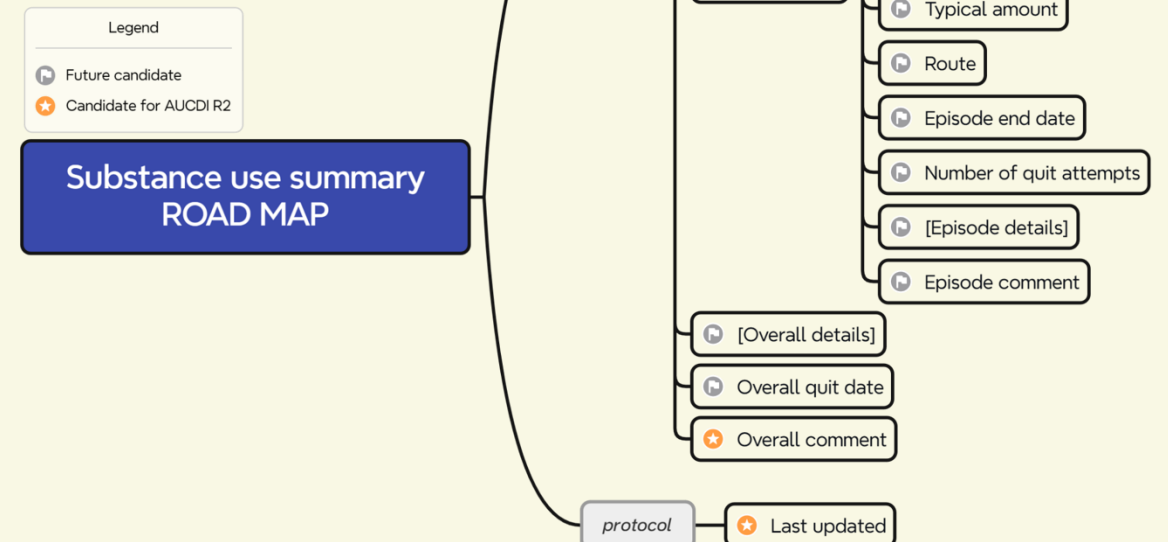 Legend
Future candidate
Candidate for AUCDI R2
Substance use summary
ROAD MAP
Typical amount
Route
Episode end date
Number of quit attempts
[Episode details]
Episode comment
[Overall details]
Overall quit date
Overall comment
protocol
Last updated